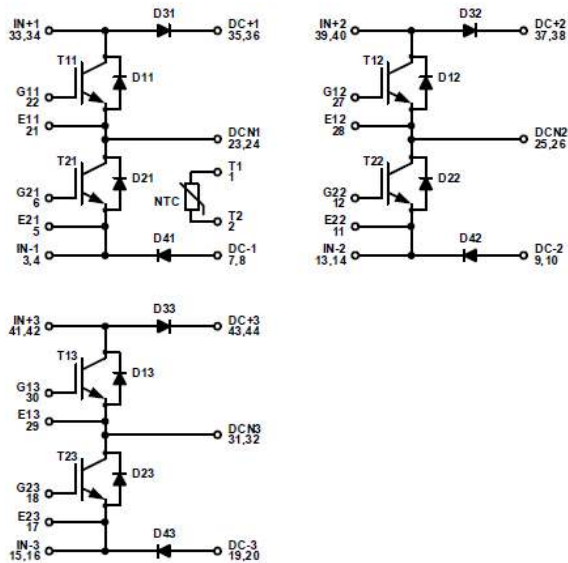 D31
IN+1
33,34
DC+1
35,36
T11
D11
G11
22
E11
21
DCN1
23,24
T21
D21
T1
1
G21
6
NTC
E21
5
T2
2
D41
IN-1
3,4
DC-1
7,8
D32
IN+2
39,40
DC+2
37,38
T12
D12
G12
27
E12
28
DCN2
25,26
T22
D22
G22
12
E22
11
D42
IN-2
13,14
DC-2
9,10
D33
IN+3
41,42
DC+3
43,44
T13
D13
G13
30
E13
29
DCN3
31,32
T23
D23
G23
18
E23
17
D43
IN-3
15,16
DC-3
19,20